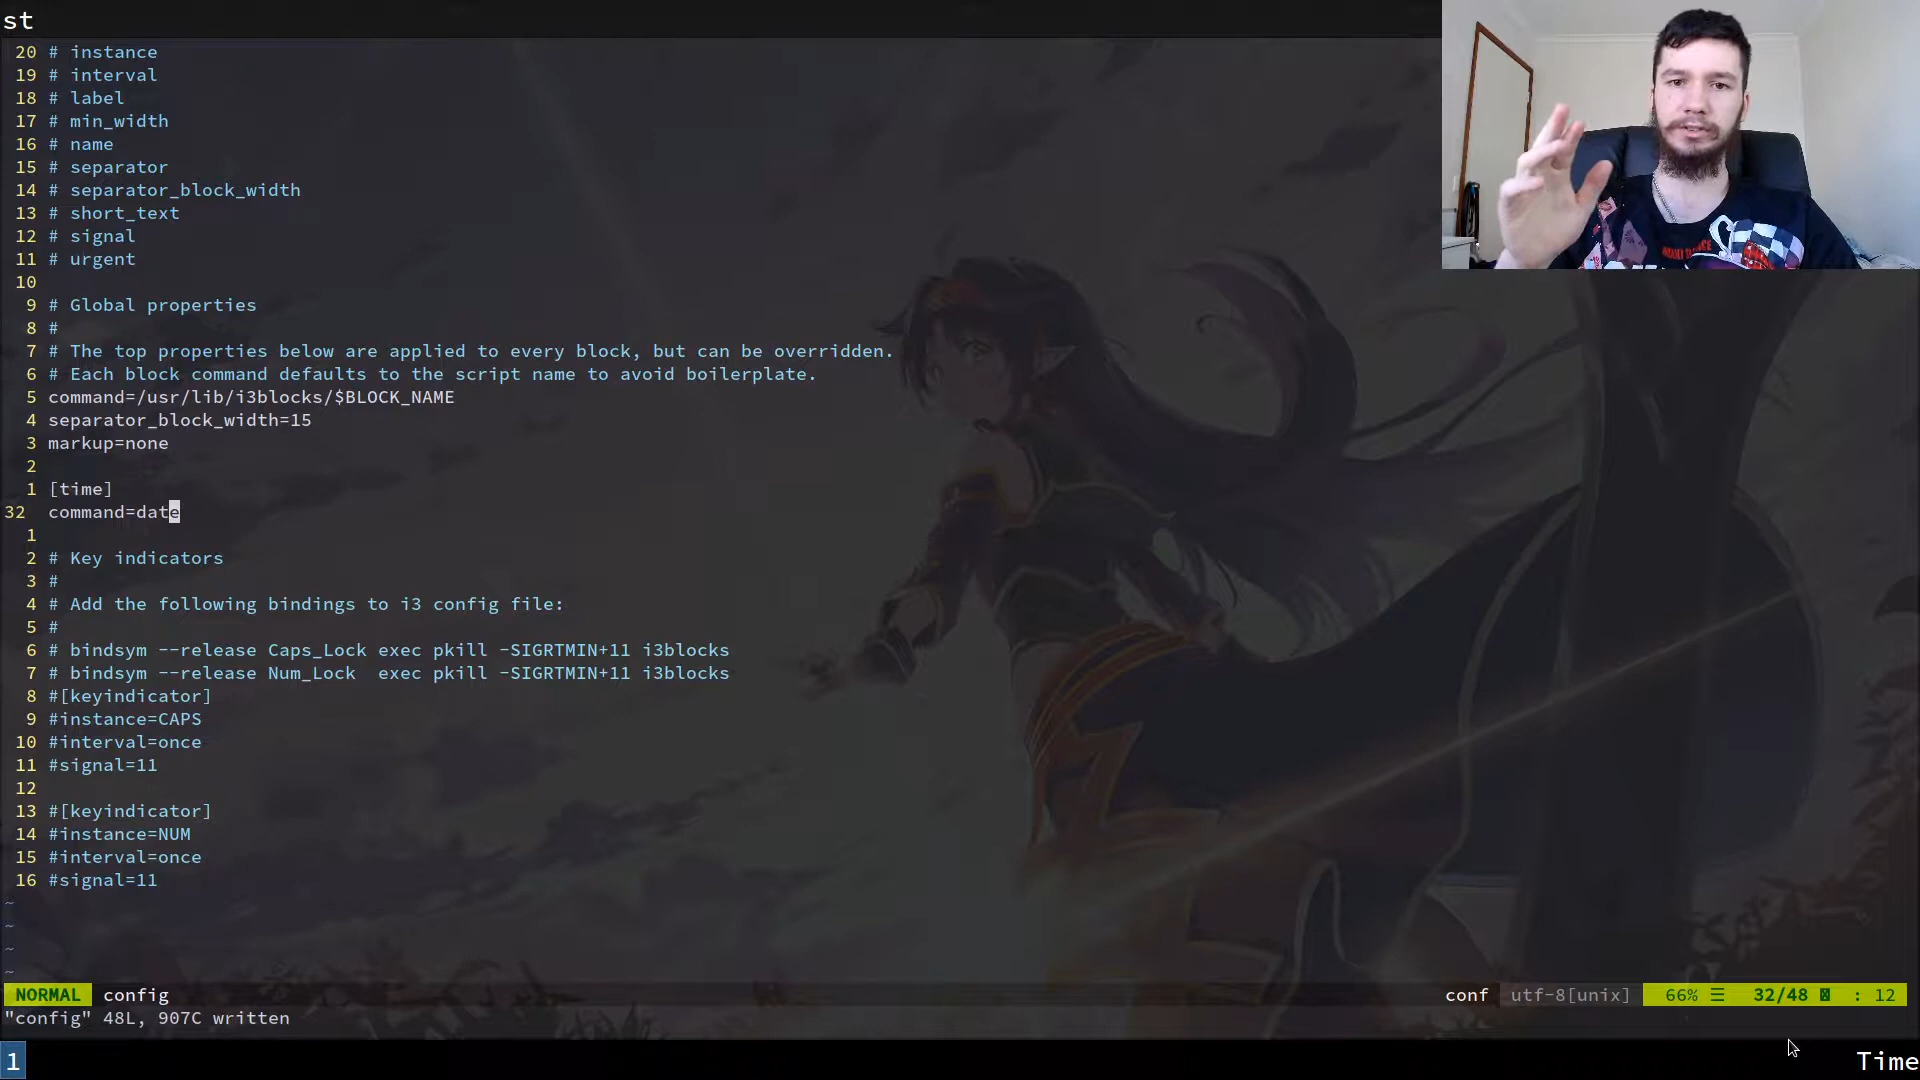 st
20 # instance
19 # interval
18 # label
17 # min_width
16 # name
15 # separator
14 # separator_block_width
13 # short_text
12 # signal
11 # urgent
10
9 # Global properties
8 #
7 # The top properties below are applied to every block, but can be overridden.
6 # Each block command defaults to the script name to avoid boilerplate.
5 command=/usr/lib/i3blocks/$BLOCK_NAME
4 separator_block_width=15
3 markup=none
2
1 [time]
32 command=date
1
2 # Key indicators
3 #
4 # Add the following bindings to i3 config file:
5 #
6 # bindsym --release Caps_Lock exec pkill -SIGRTMIN+11 i3blocks
7 # bindsym --release Num_Lock  exec pkill -SIGRTMIN+11 i3blocks
8 #[keyindicator]
9 #instance=CAPS
10 #interval=once
11 #signal=11
12
13 #[keyindicator]
14 #instance=NUM
15 #interval=once
16 #signal=11
~
~
~
~
NORMAL config conf utf-8[unix] 66% ☰ 32/48 : 12
"config" 48L, 907C written
1 Time